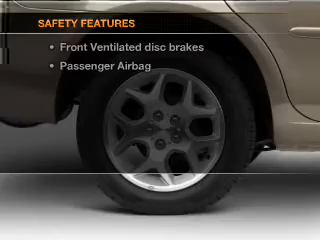 SAFETY FEATURES
• Front Ventilated disc brakes
• Passenger Airbag